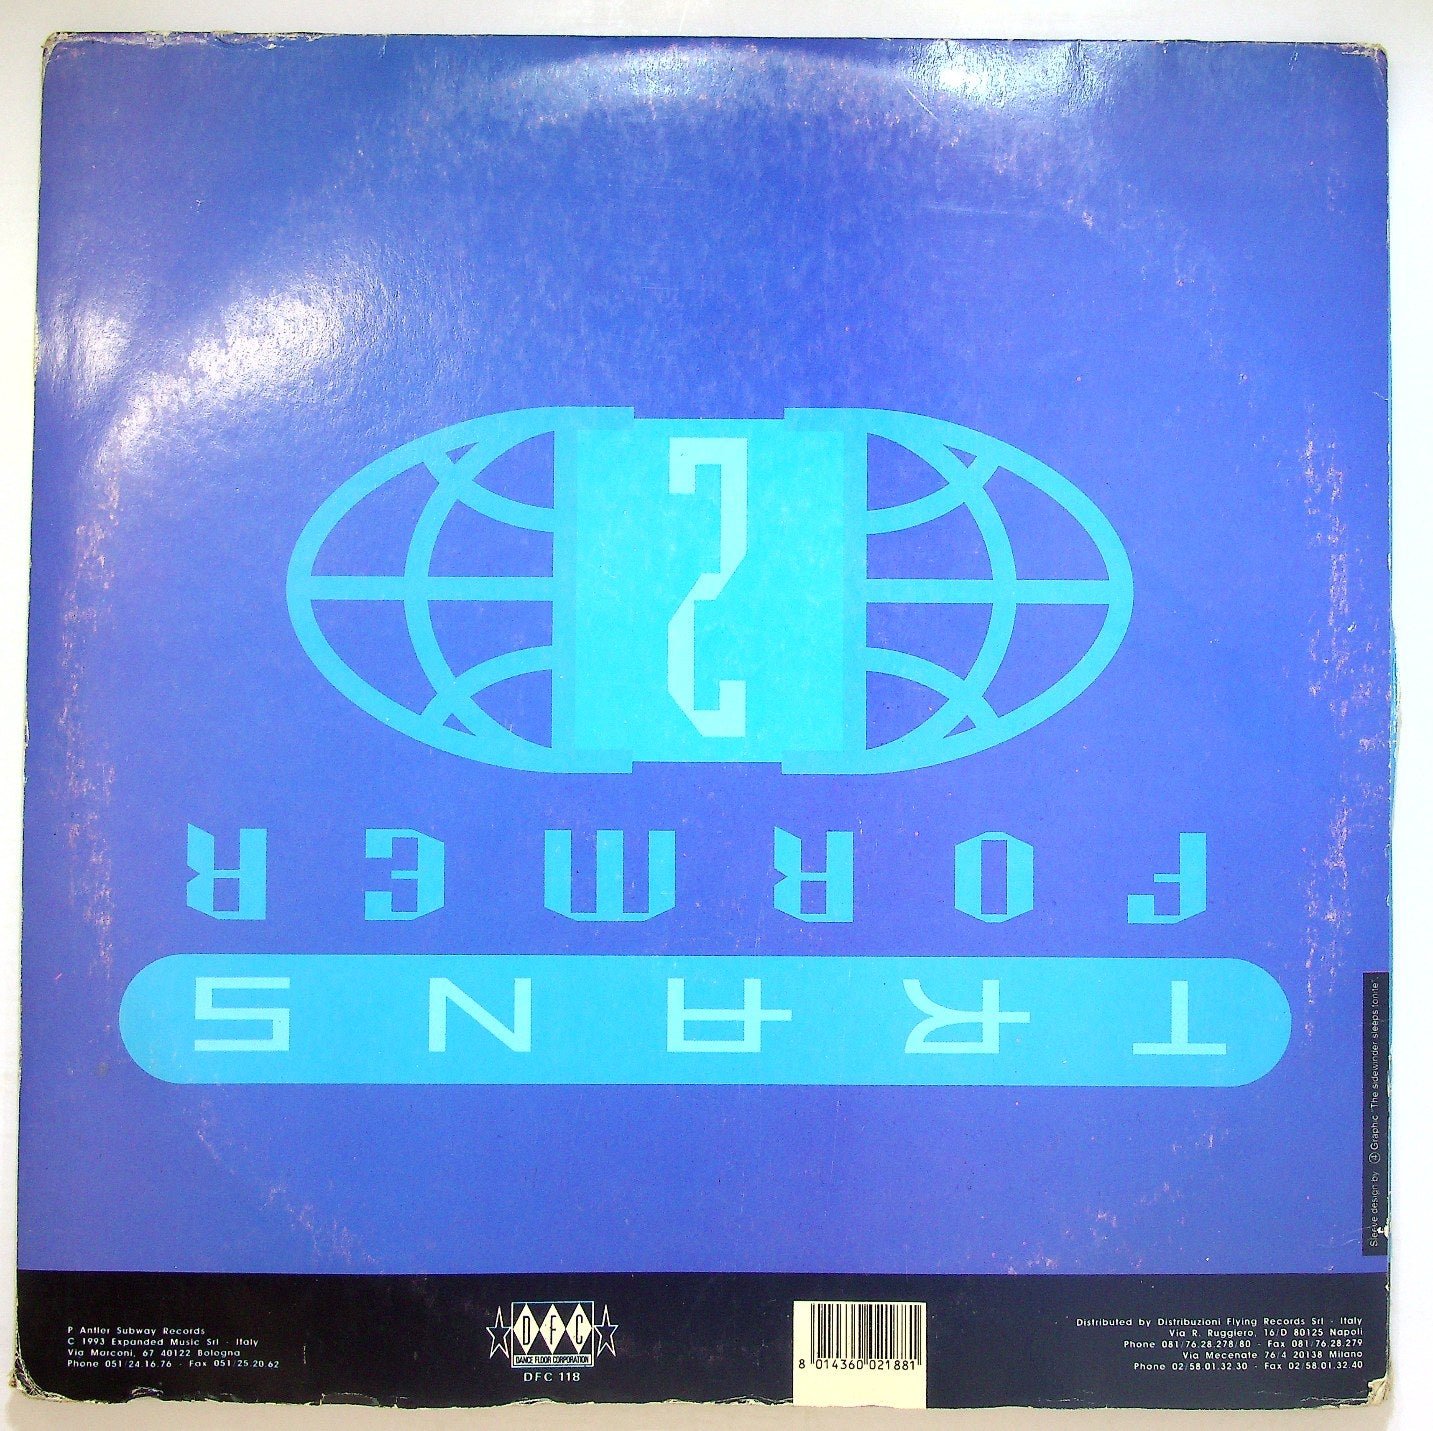 2
FORMER
TRANS
Sleeve design by Graphic "The sidewinder sleeps tonite"
P Antler Subway Records
C 1993 Expanded Music Srl - Italy
Via Marconi, 67 40122 Bologna
Phone 051/24.16.76 - Fax 051/25.20.62
DFC
DANCE FLOOR CORPORATION
DFC 118
8 014360 021881
Distributed by Distribuzioni Flying Records Srl - Italy
Via R. Ruggiero, 16/D 80125 Napoli
Phone 081/76.28.278/80 - Fax 081/76.28.279
Via Mecenate 76/4 20138 Milano
Phone 02/58.01.32.30 - Fax 02/58.01.32.40